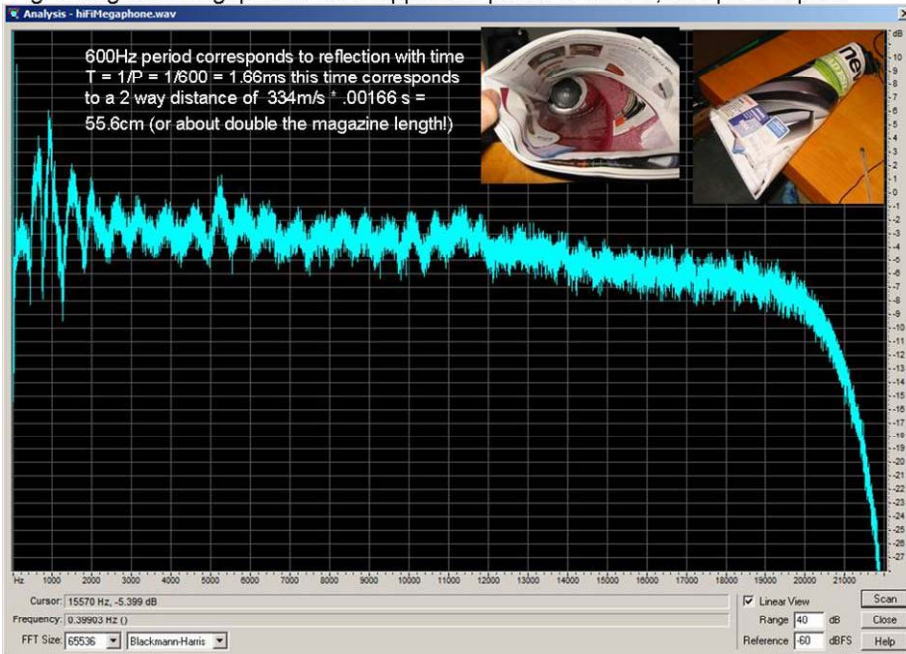 Analysis - hiFiMegaphone.wav
600Hz period corresponds to reflection with time
T = 1/P = 1/600 = 1.66ms this time corresponds
to a 2 way distance of 334m/s * .00166 s =
55.6cm (or about double the magazine length!)
new
dB
-10
-9
-8
-7
-6
-5
-4
-3
-2
-1
-0
-1
-2
-3
-4
-5
-6
-7
-8
-9
-10
-11
-12
-13
-14
-15
-16
-17
-18
-19
-20
-21
-22
-23
-24
-25
-26
-27
Hz 1000 2000 3000 4000 5000 6000 7000 8000 9000 10000 11000 12000 13000 14000 15000 16000 17000 18000 19000 20000 21000
Cursor: 15570 Hz, -5.399 dB
Frequency: 0.39903 Hz ()
FFT Size: 65536 Blackmann-Harris
Linear View
Range 40 dB
Reference -60 dBFS
Scan
Close
Help